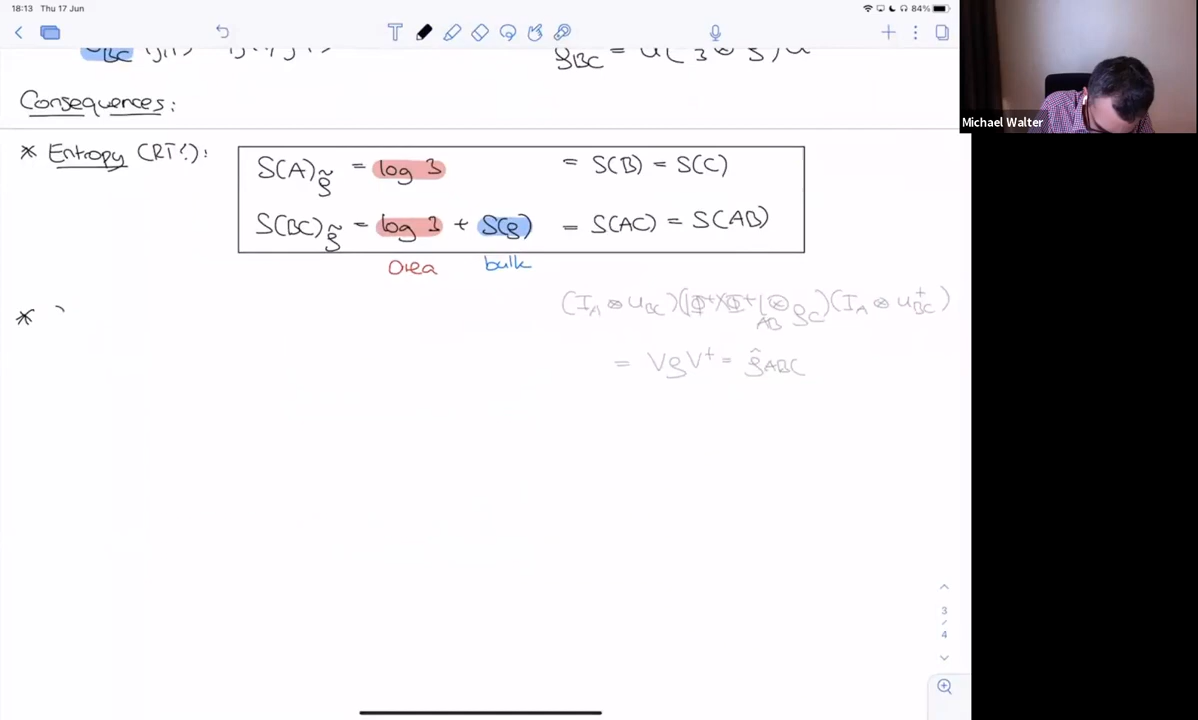 18:13 Thu 17 Jun
84%
Michael Walter
Consequences:
* Entropy (RT!):
S(A)ρ̃ = log 3 = S(B) = S(C)
S(BC)ρ̃ = log 3 + S(ρ) = S(AC) = S(AB)
area bulk
(I_A ⊗ U_BC)(|Φ⁺⟩⟨Φ⁺|_AB ⊗ ρ_C)(I_A ⊗ U_BC⁺)
*
= VρV⁺ = ρ̂_ABC
3
/
4